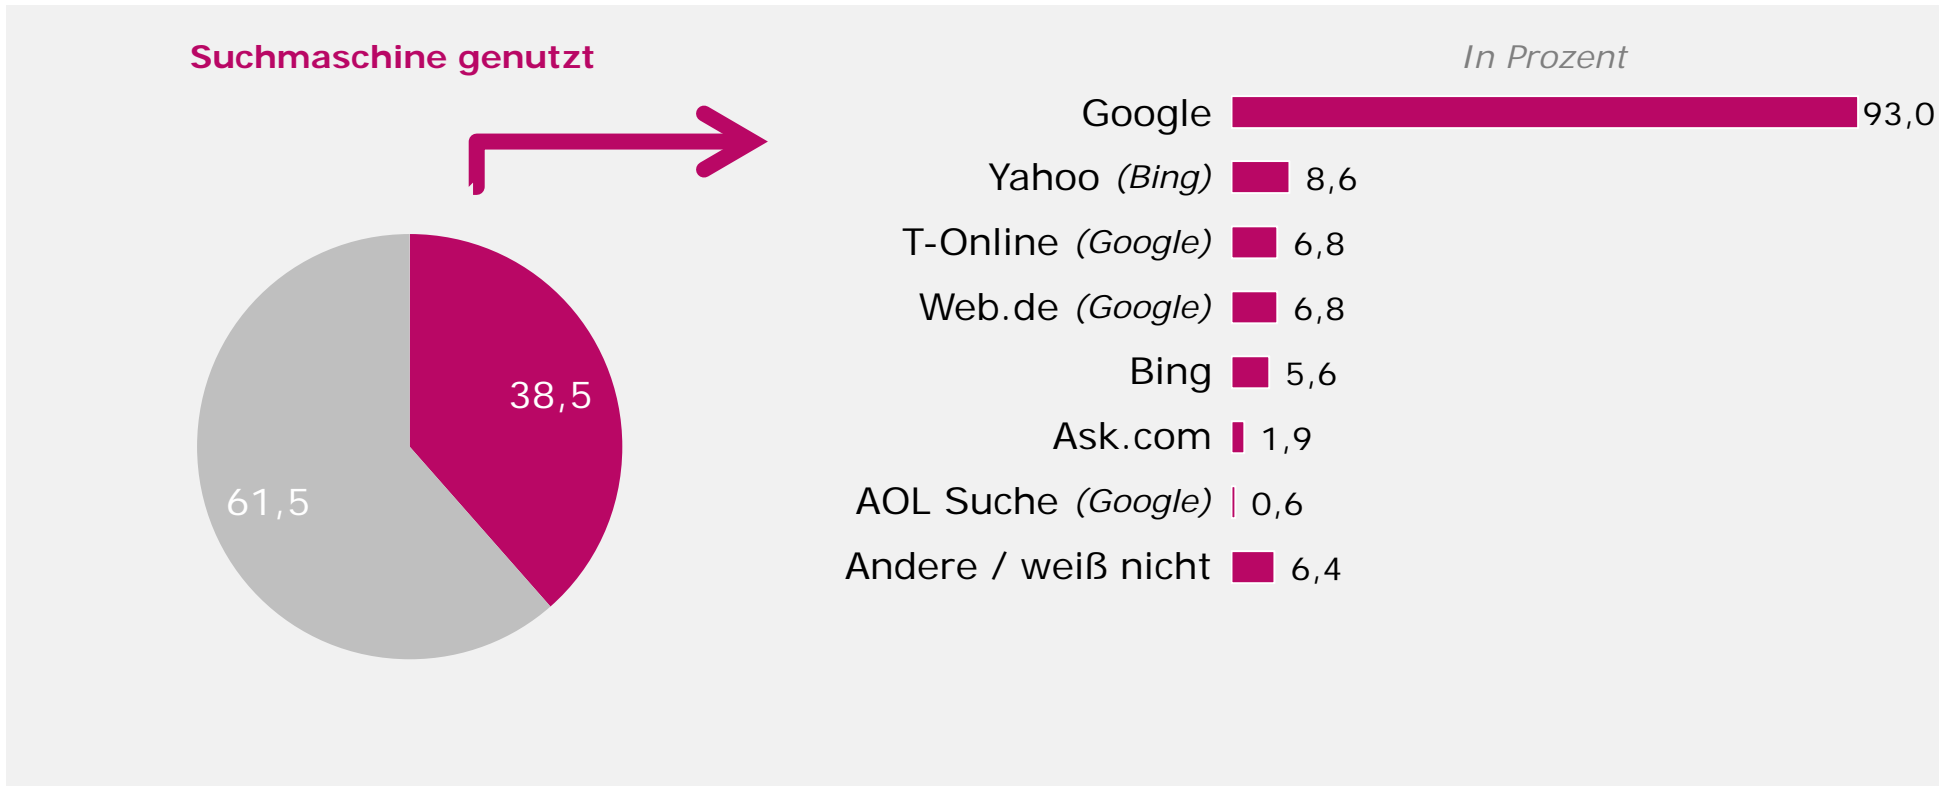 Suchmaschine genutzt
In Prozent
38,5
61,5
Google 93,0
Yahoo (Bing) 8,6
T-Online (Google) 6,8
Web.de (Google) 6,8
Bing 5,6
Ask.com 1,9
AOL Suche (Google) 0,6
Andere / weiß nicht 6,4